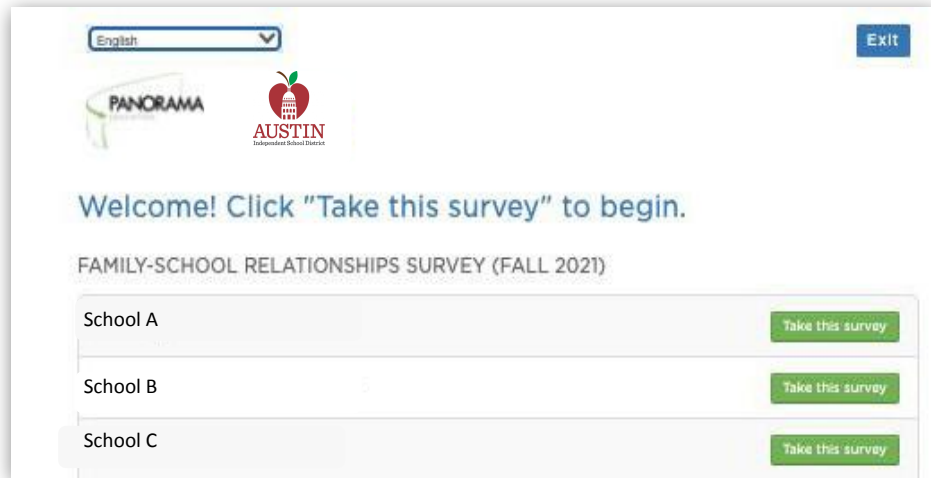 English
Exit
PANORAMA
AUSTIN
Independent School District
Welcome! Click "Take this survey" to begin.
FAMILY-SCHOOL RELATIONSHIPS SURVEY (FALL 2021)
School A
Take this survey
School B
Take this survey
School C
Take this survey